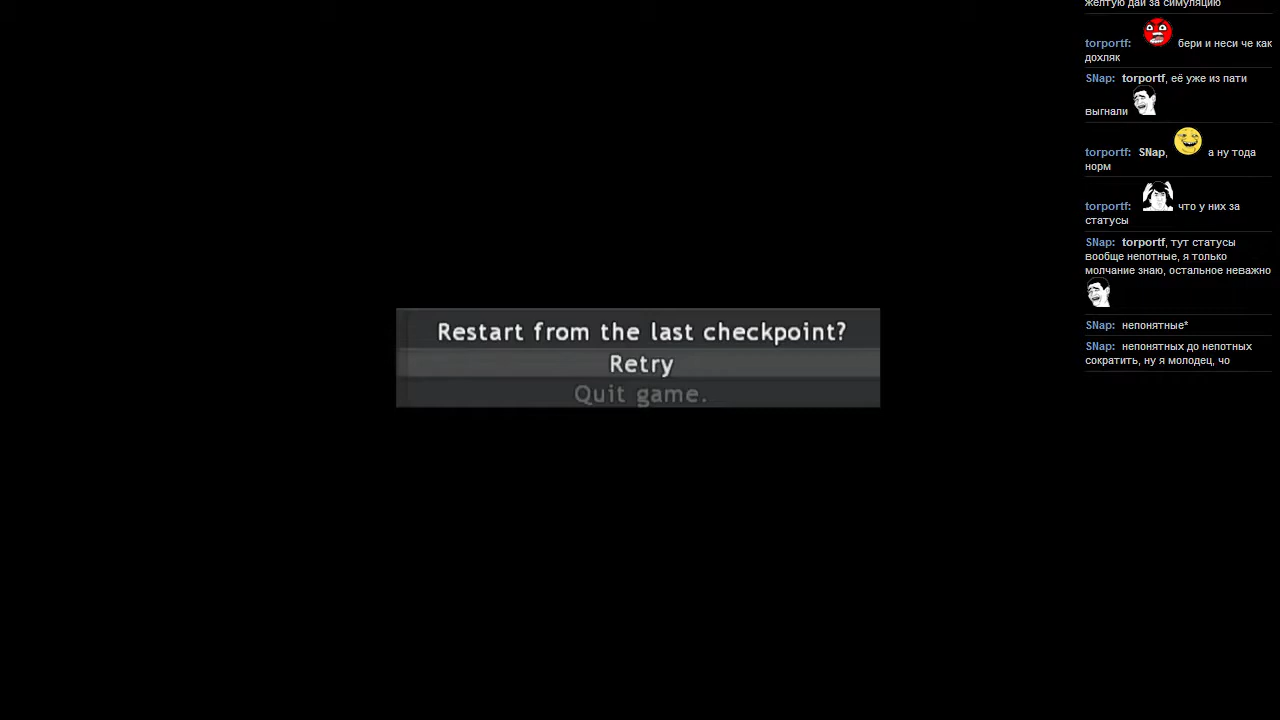 желтую дай за симуляцию
torportf: бери и неси че как
дохляк
SNap: torportf, её уже из пати
выгнали
torportf: SNap, а ну тода
норм
torportf: что у них за
статусы
SNap: torportf, тут статусы
вообще непотные, я только
молчание знаю, остальное неважно
SNap: непонятные*
SNap: непонятных до непотных
сократить, ну я молодец, чо
Restart from the last checkpoint?
Retry
Quit game.